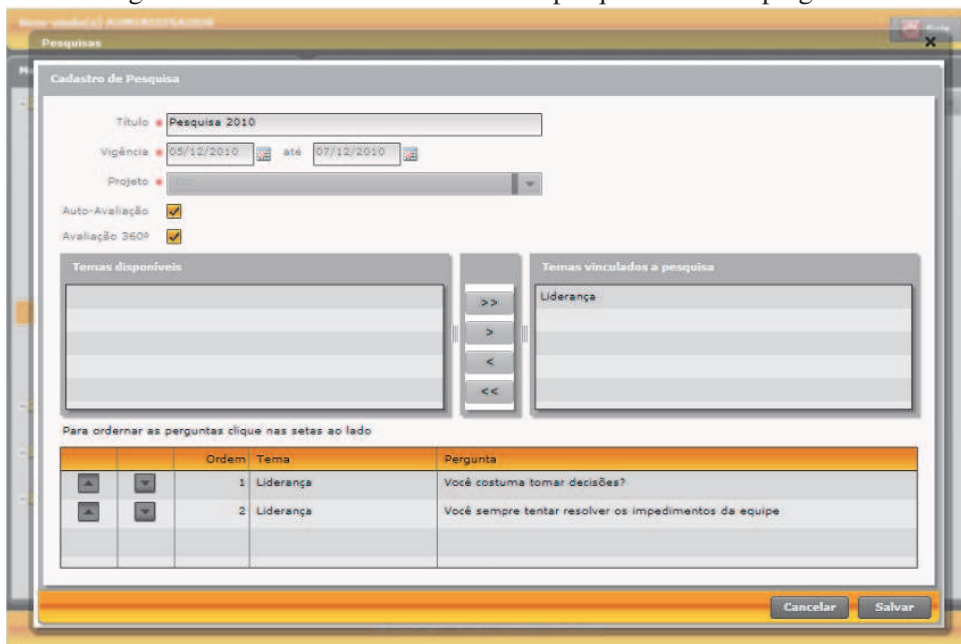 Pesquisas
Cadastro de Pesquisa
Título * Pesquisa 2010
Vigência * 05/12/2010 até 07/12/2010
Projeto *
Auto-Avaliação
Avaliação 360º
Temas disponíveis
Temas vinculados a pesquisa
>>
Liderança
>
<
<<
Para ordernar as perguntas clique nas setas ao lado
Ordem Tema Pergunta
1 Liderança Você costuma tomar decisões?
2 Liderança Você sempre tentar resolver os impedimentos da equipe
Cancelar Salvar